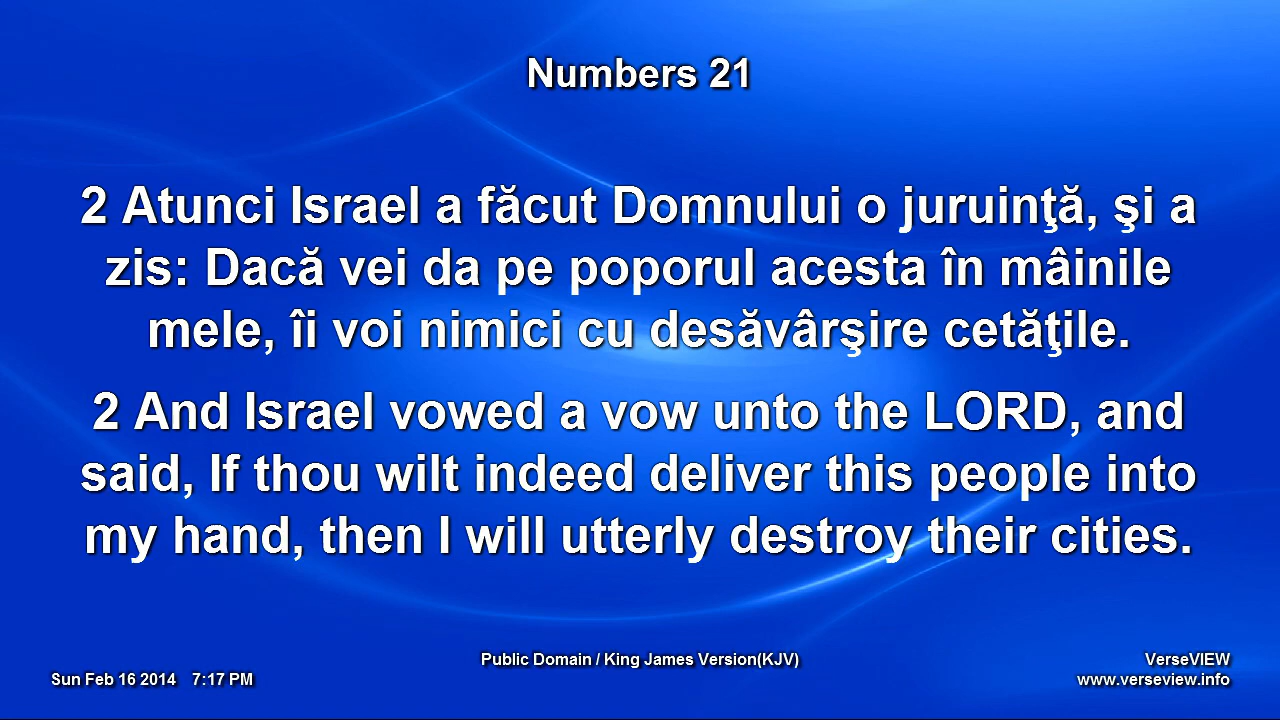 Numbers 21
2 Atunci Israel a făcut Domnului o juruinţă, şi a
zis: Dacă vei da pe poporul acesta în mâinile
mele, îi voi nimici cu desăvârşire cetăţile.
2 And Israel vowed a vow unto the LORD, and
said, If thou wilt indeed deliver this people into
my hand, then I will utterly destroy their cities.
Public Domain / King James Version(KJV)
VerseVIEW
Sun Feb 16 2014 7:17 PM
www.verseview.info